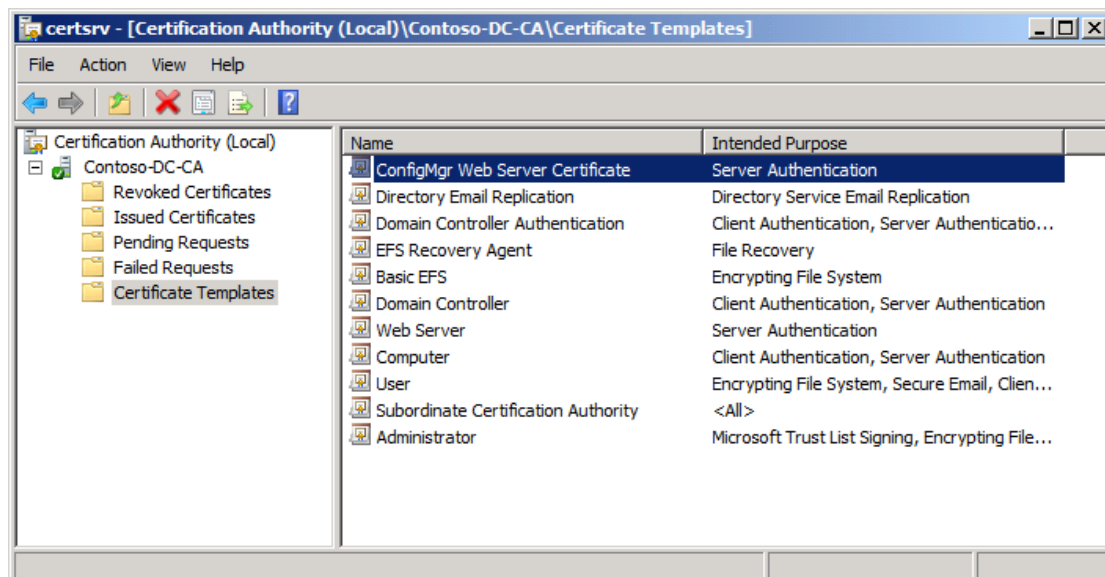 certsrv - [Certification Authority (Local)\Contoso-DC-CA\Certificate Templates]
File Action View Help
Certification Authority (Local)
Contoso-DC-CA
Revoked Certificates
Issued Certificates
Pending Requests
Failed Requests
Certificate Templates
Name Intended Purpose
ConfigMgr Web Server Certificate Server Authentication
Directory Email Replication Directory Service Email Replication
Domain Controller Authentication Client Authentication, Server Authenticatio...
EFS Recovery Agent File Recovery
Basic EFS Encrypting File System
Domain Controller Client Authentication, Server Authentication
Web Server Server Authentication
Computer Client Authentication, Server Authentication
User Encrypting File System, Secure Email, Clien...
Subordinate Certification Authority <All>
Administrator Microsoft Trust List Signing, Encrypting File...